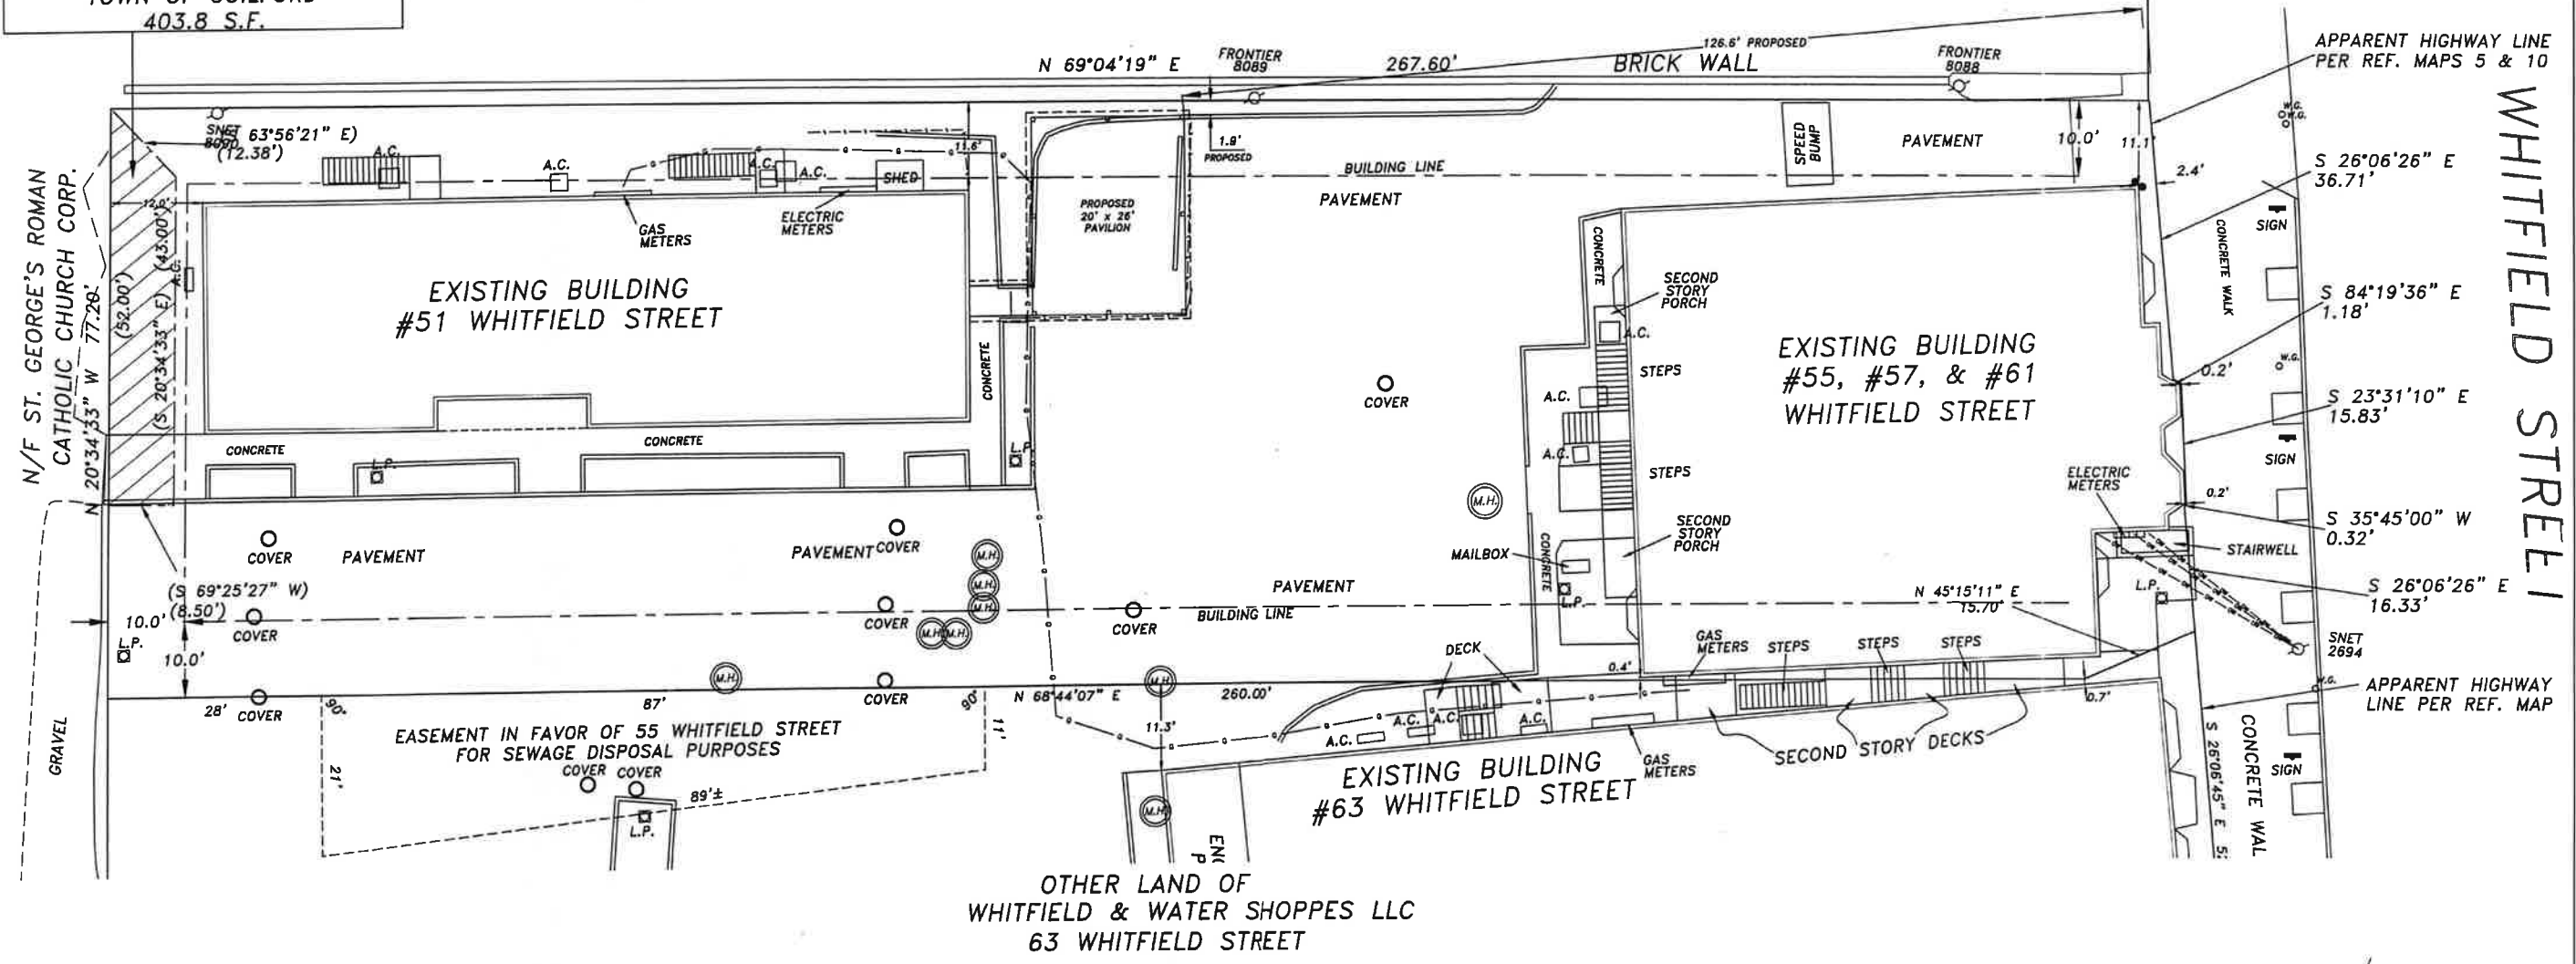 TOWN OF GUILFORD
403.8 S.F.
N 69°04'19" E
FRONTIER
8089
267.60'
126.6' PROPOSED
BRICK WALL
FRONTIER
8088
APPARENT HIGHWAY LINE
PER REF. MAPS 5 & 10
WHITFIELD STREET
SNET
8090
63°56'21" E)
(12.38')
A.C.
A.C.
A.C.
A.C.
SHED
11.6'
1.9'
PROPOSED
BUILDING LINE
PAVEMENT
SPEED
BUMP
PAVEMENT
10.0'
11.1'
2.4'
S 26°06'26" E
36.71'
W.G.
W.G.
SIGN
CONCRETE WALK
N/F ST. GEORGE'S ROMAN
CATHOLIC CHURCH CORP.
N 20°34'33" W 77.20'
(52.00')
12.0'
(43.00')
(S 20°34'33" E)
A.C.
GAS
METERS
ELECTRIC
METERS
PROPOSED
20' x 26'
PAVILION
EXISTING BUILDING
#51 WHITFIELD STREET
CONCRETE
CONCRETE
CONCRETE
L.P.
L.P.
COVER
CONCRETE
SECOND
STORY
PORCH
A.C.
STEPS
A.C.
A.C.
STEPS
EXISTING BUILDING
#55, #57, & #61
WHITFIELD STREET
S 84°19'36" E
1.18'
0.2'
W.G.
S 23°31'10" E
15.83'
SIGN
ELECTRIC
METERS
0.2'
S 35°45'00" W
0.32'
STAIRWELL
S 26°06'26" E
16.33'
L.P.
SNET
2694
M.H.
SECOND
STORY
PORCH
MAILBOX
CONCRETE
L.P.
COVER
PAVEMENT
PAVEMENT
COVER
M.H.
M.H.
M.H.
M.H.
M.H.
PAVEMENT
(S 69°25'27" W)
(8.50')
10.0'
COVER
COVER
COVER
BUILDING LINE
N 45°15'11" E
15.70'
L.P.
10.0'
M.H.
M.H.
DECK
0.4'
GAS
METERS
STEPS
STEPS
STEPS
0.7'
W.G.
APPARENT HIGHWAY
LINE PER REF. MAP
28'
COVER
90°
87'
COVER
90°
N 68°44'07" E
260.00'
11.3'
11'
A.C.
A.C.
A.C.
A.C.
GAS
METERS
SECOND STORY DECKS
GRAVEL
EASEMENT IN FAVOR OF 55 WHITFIELD STREET
FOR SEWAGE DISPOSAL PURPOSES
COVER
COVER
21'
89'±
L.P.
M.H.
EXISTING BUILDING
#63 WHITFIELD STREET
S 26°06'45" E
CONCRETE WAL
SIGN
OTHER LAND OF
WHITFIELD & WATER SHOPPES LLC
63 WHITFIELD STREET